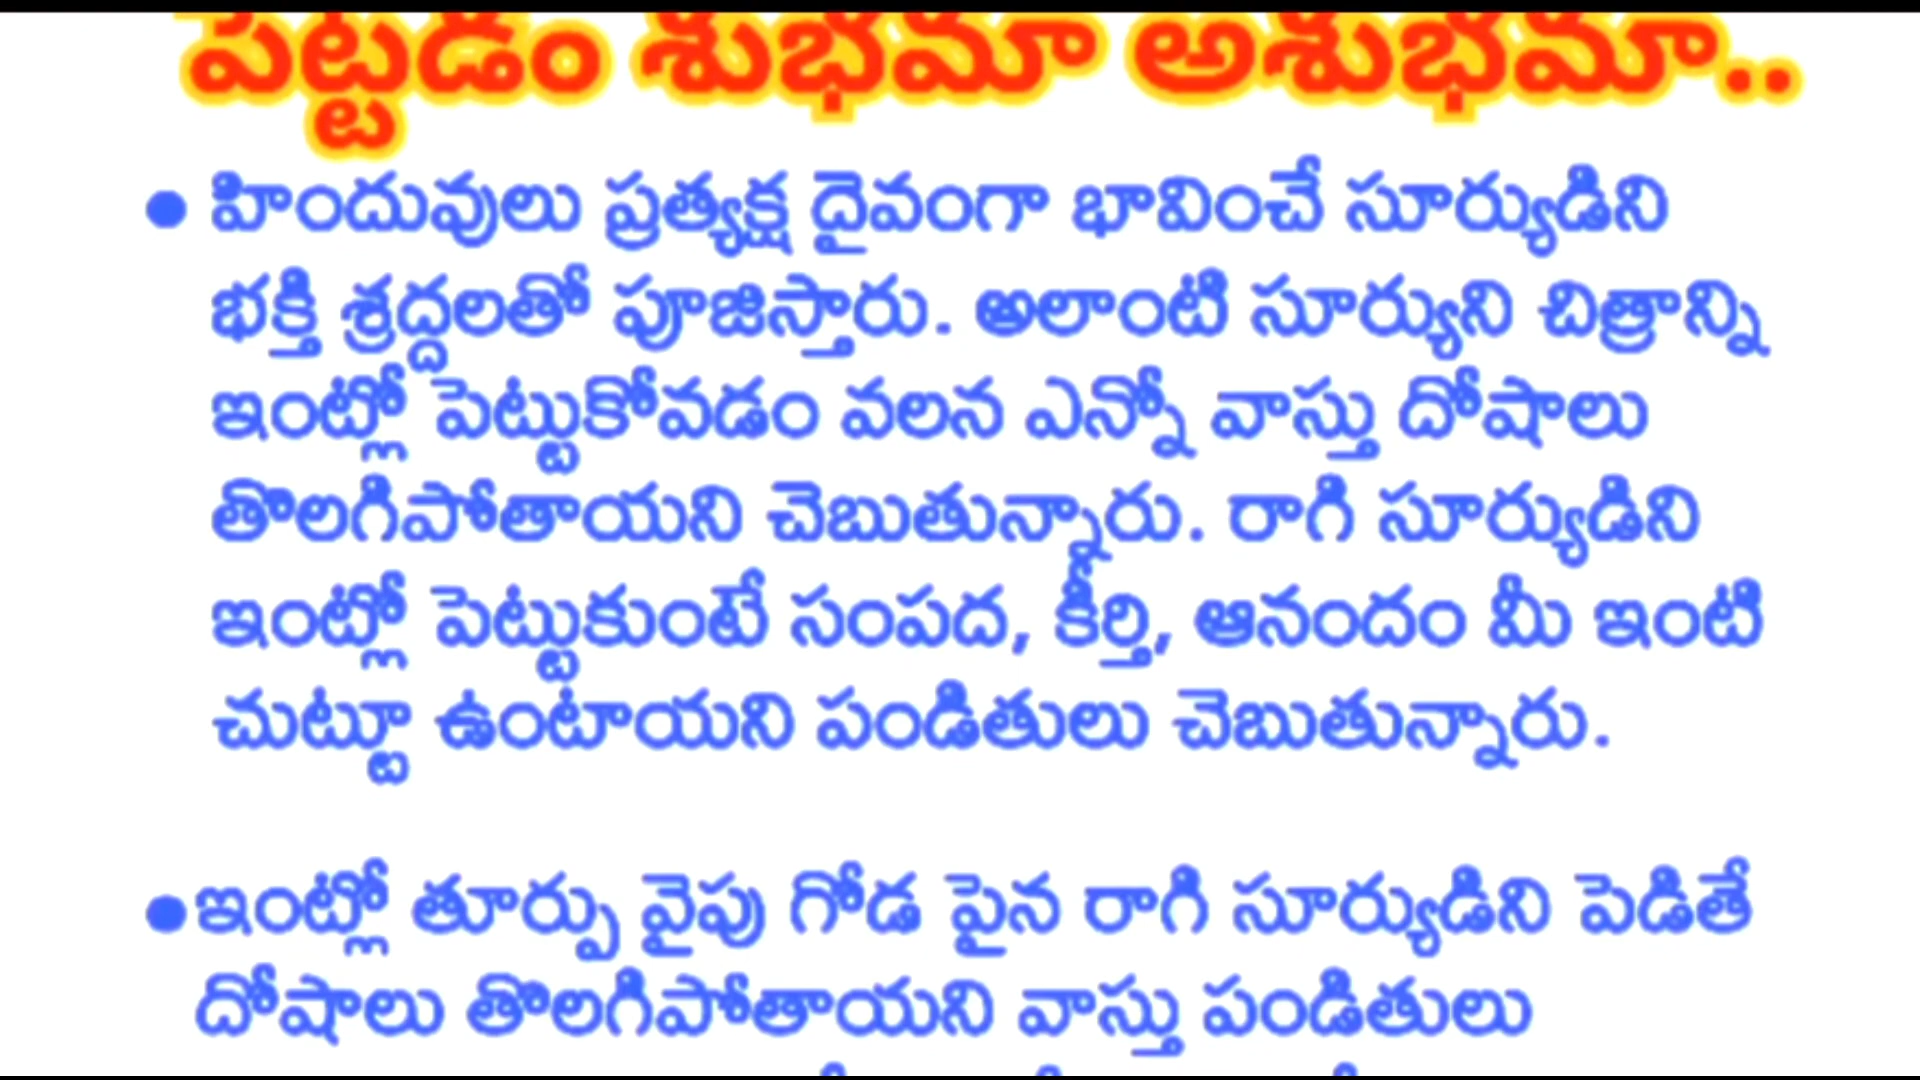 పెట్టడం శుభమా అశుభమా..
• హిందువులు ప్రత్యక్ష దైవంగా భావించే సూర్యుడిని
భక్తి శ్రద్దలతో పూజిస్తారు. అలాంటి సూర్యుని చిత్రాన్ని
ఇంట్లో పెట్టుకోవడం వలన ఎన్నో వాస్తు దోషాలు
తొలగిపోతాయని చెబుతున్నారు. రాగి సూర్యుడిని
ఇంట్లో పెట్టుకుంటే సంపద, కీర్తి, ఆనందం మీ ఇంటి
చుట్టూ ఉంటాయని పండితులు చెబుతున్నారు.
• ఇంట్లో తూర్పు వైపు గోడ పైన రాగి సూర్యుడిని పెడితే
దోషాలు తొలగిపోతాయని వాస్తు పండితులు